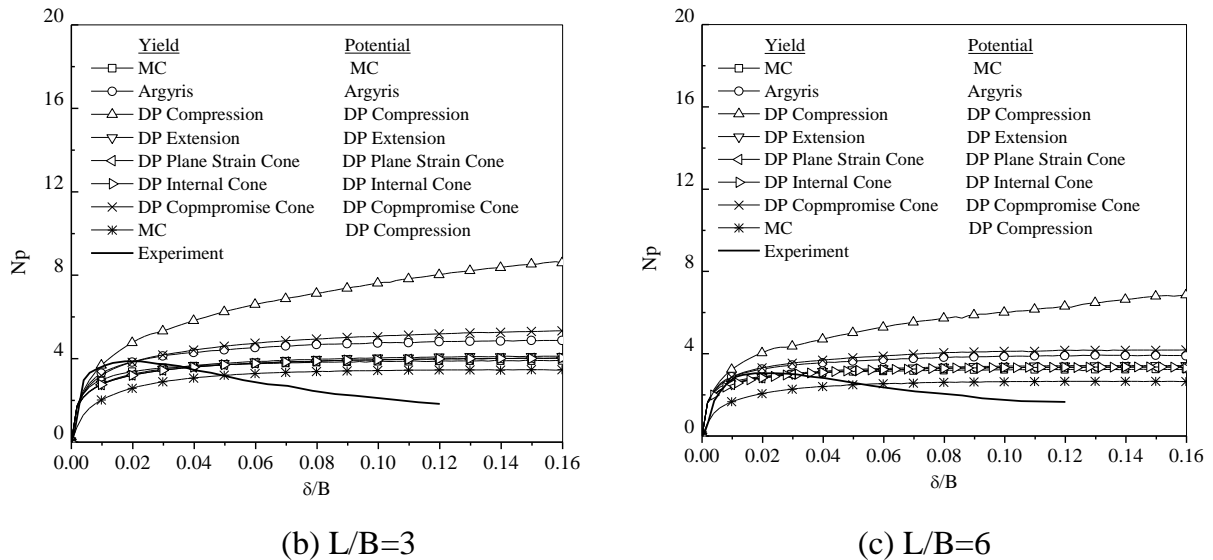 20
16
12
8
4
0
Np
Yield Potential
MC MC
Argyris Argyris
DP Compression DP Compression
DP Extension DP Extension
DP Plane Strain Cone DP Plane Strain Cone
DP Internal Cone DP Internal Cone
DP Copmpromise Cone DP Copmpromise Cone
MC DP Compression
Experiment
0.00 0.02 0.04 0.06 0.08 0.10 0.12 0.14 0.16
δ/B
(b) L/B=3
20
16
12
8
4
0
Np
Yield Potential
MC MC
Argyris Argyris
DP Compression DP Compression
DP Extension DP Extension
DP Plane Strain Cone DP Plane Strain Cone
DP Internal Cone DP Internal Cone
DP Copmpromise Cone DP Copmpromise Cone
MC DP Compression
Experiment
0.00 0.02 0.04 0.06 0.08 0.10 0.12 0.14 0.16
δ/B
(c) L/B=6